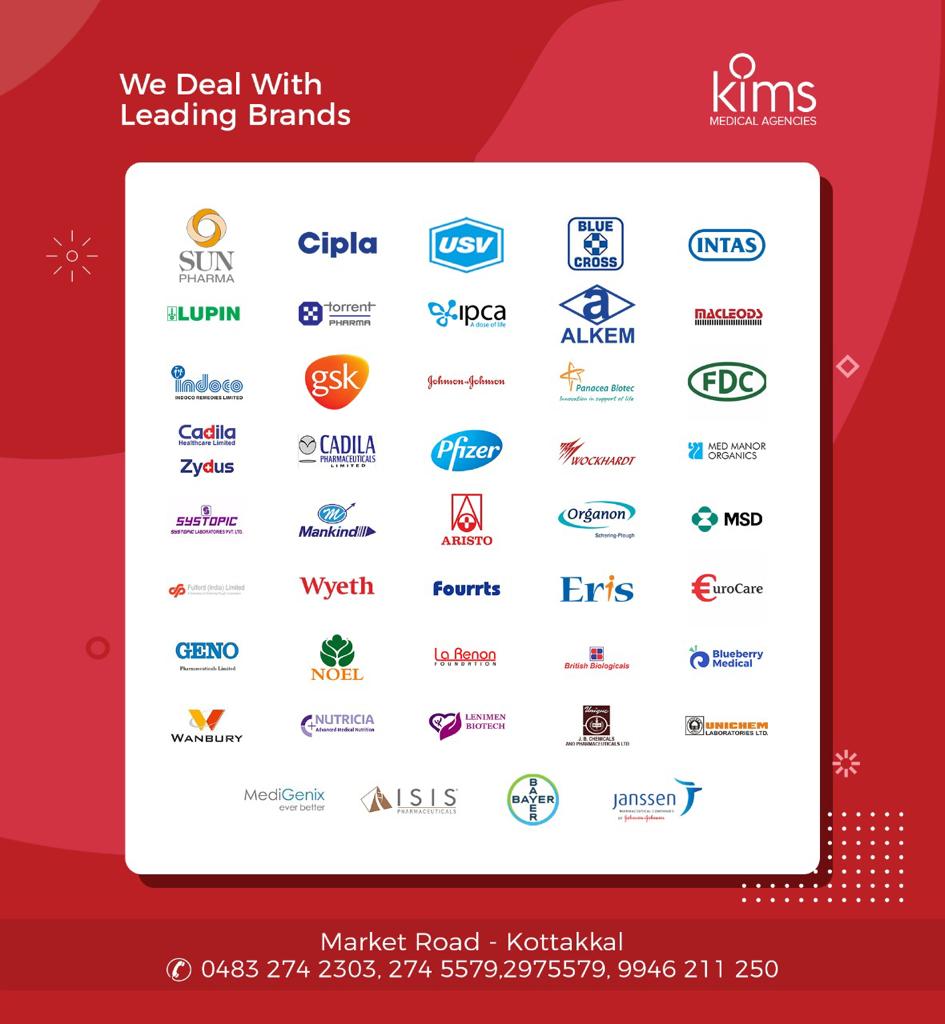 We Deal With
Leading Brands
kims
MEDICAL AGENCIES
SUN
PHARMA
Cipla
USV
BLUE
CROSS
INTAS
LUPIN
torrent
PHARMA
ipca
A dose of life
a
ALKEM
MACLEODS
indoco
INDOCO REMEDIES LIMITED
gsk
Johnson-Johnson
Panacea Biotec
Innovation in support of life
FDC
Cadila
Healthcare Limited
Zydus
CADILA
PHARMACEUTICALS
LIMITED
Pfizer
WOCKHARDT
MED MANOR
ORGANICS
S
SYSTOPIC
SYSTOPIC LABORATORIES PVT. LTD.
m
Mankind
A
ARISTO
Organon
Schering-Plough
MSD
Fulford (India) Limited
Wyeth
Fourrts
Eris
€uroCare
GENO
Pharmaceuticals Limited
NOEL
La Renon
FOUNDATION
British Biologicals
Blueberry
Medical
WANBURY
NUTRICIA
Advanced Medical Nutrition
LENIMEN
BIOTECH
Unique
J. B. CHEMICALS
AND PHARMACEUTICALS LTD
UNICHEM
LABORATORIES LTD.
MediGenix
ever better
ISIS
PHARMACEUTICALS
BAYER
BAYER
janssen
PHARMACEUTICAL COMPANIES
OF Johnson-Johnson
Market Road - Kottakkal
0483 274 2303, 274 5579,2975579, 9946 211 250